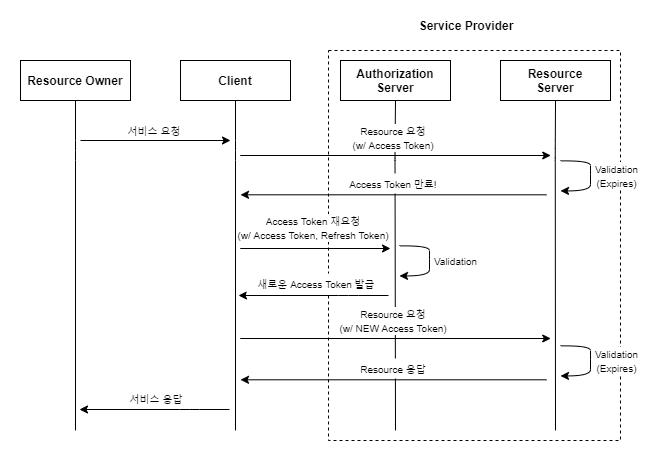 Service Provider
Resource Owner
Client
Authorization
Server
Resource
Server
서비스 요청
Resource 요청
(w/ Access Token)
Validation
(Expires)
Access Token 만료!
Access Token 재요청
(w/ Access Token, Refresh Token)
Validation
새로운 Access Token 발급
Resource 요청
(w/ NEW Access Token)
Validation
(Expires)
Resource 응답
서비스 응답